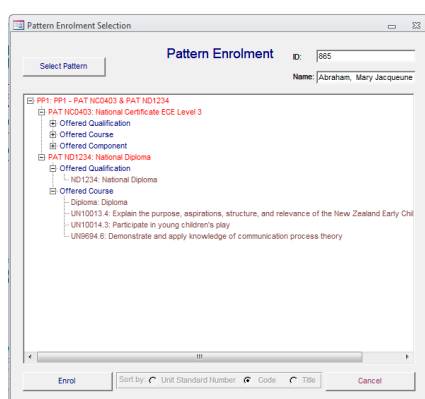 Pattern Enrolment Selection
Select Pattern
Pattern Enrolment
ID: 865
Name: Abraham, Mary Jacqueune
PP1: PP1 - PAT NC0403 & PAT ND1234
PAT NC0403: National Certificate ECE Level 3
Offered Qualification
Offered Course
Offered Component
PAT ND1234: National Diploma
Offered Qualification
ND1234: National Diploma
Offered Course
Diploma: Diploma
UN10013.4: Explain the purpose, aspirations, structure, and relevance of the New Zealand Early Chil
UN10014.3: Participate in young children's play
UN9694.6: Demonstrate and apply knowledge of communication process theory
Enrol
Sort by: Unit Standard Number Code Title
Cancel